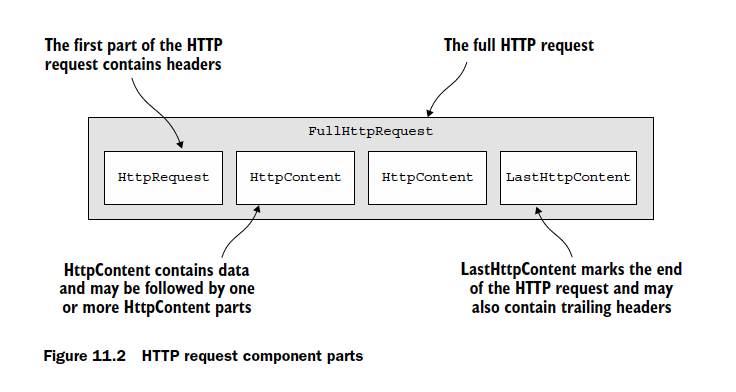 The first part of the HTTP
request contains headers
The full HTTP request
FullHttpRequest
HttpRequest
HttpContent
HttpContent
LastHttpContent
HttpContent contains data
and may be followed by one
or more HttpContent parts
LastHttpContent marks the end
of the HTTP request and may
also contain trailing headers
Figure 11.2 HTTP request component parts